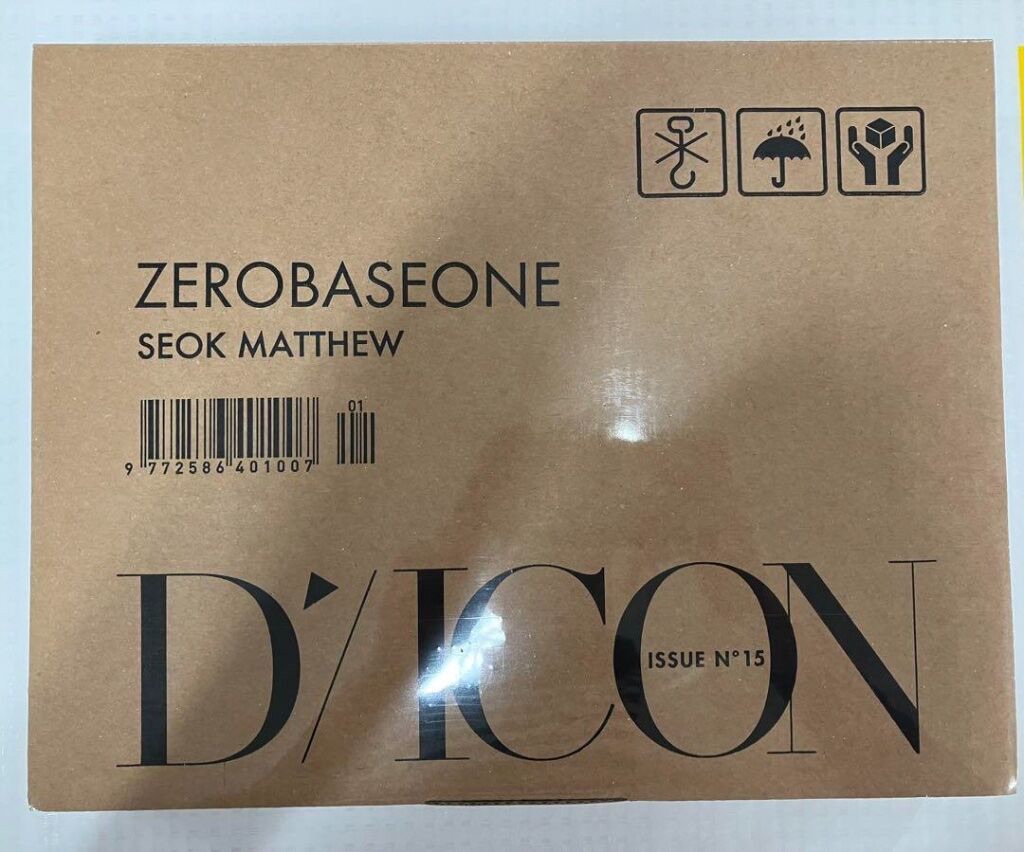 ZEROBASEONE
SEOK MATTHEW
01
9 772586 401007
D'/ICON
ISSUE N°15